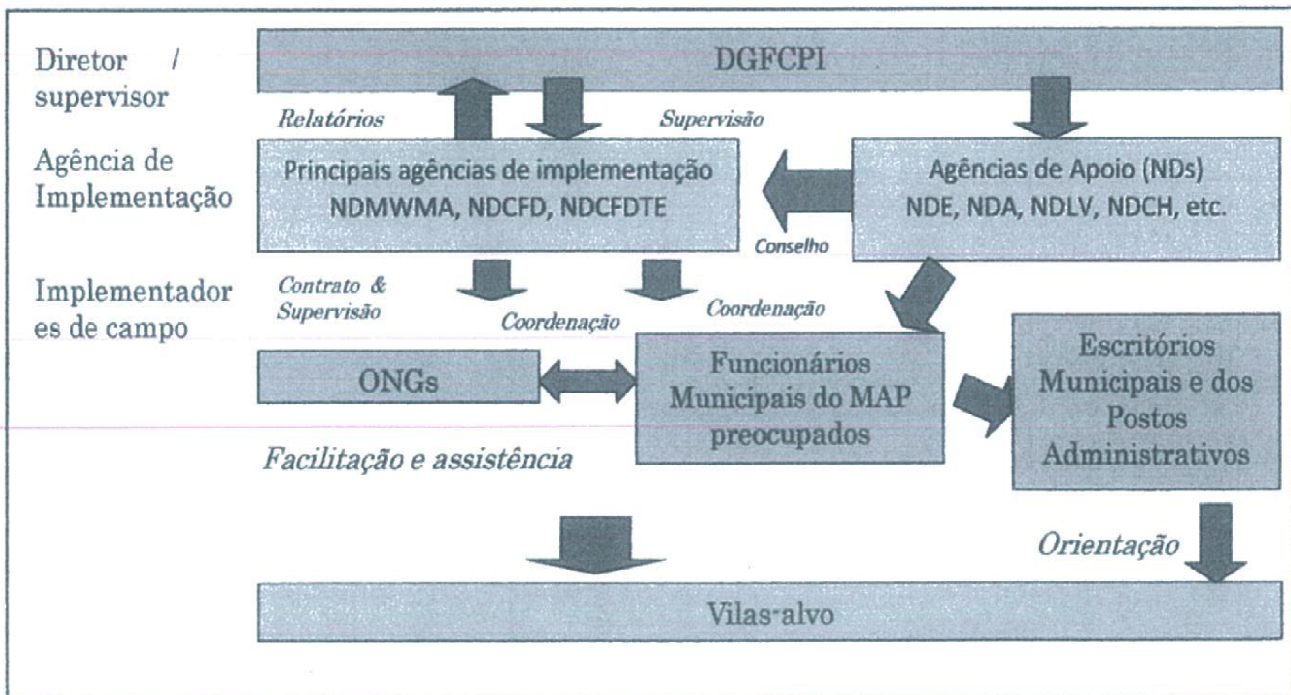 Diretor /
supervisor
DGFCPI
Relatórios
Supervisão
Agência de
Implementação
Principais agências de implementação
NDMWMA, NDCFD, NDCFDTE
Agências de Apoio (NDs)
NDE, NDA, NDLV, NDCH, etc.
Conselho
Implementador
es de campo
Contrato &
Supervisão
Coordenação
Coordenação
ONGs
Funcionários
Municipais do MAP
preocupados
Escritórios
Municipais e dos
Postos
Administrativos
Facilitação e assistência
Orientação
Vilas-alvo